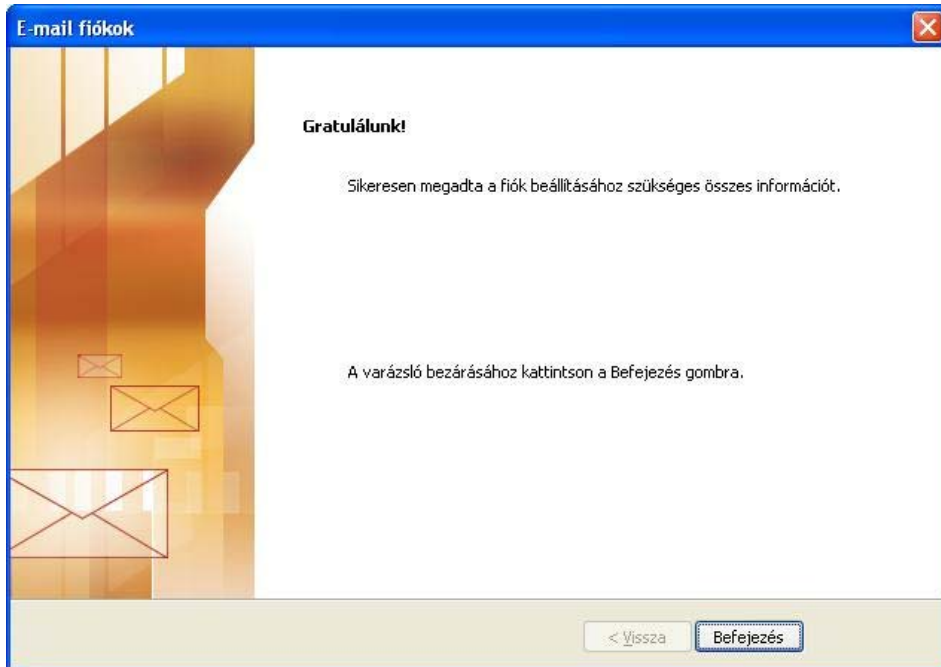 E-mail fiókok
Gratulálunk!
Sikeresen megadta a fiók beállításához szükséges összes információt.
A varázsló bezárásához kattintson a Befejezés gombra.
< Vissza
Befejezés